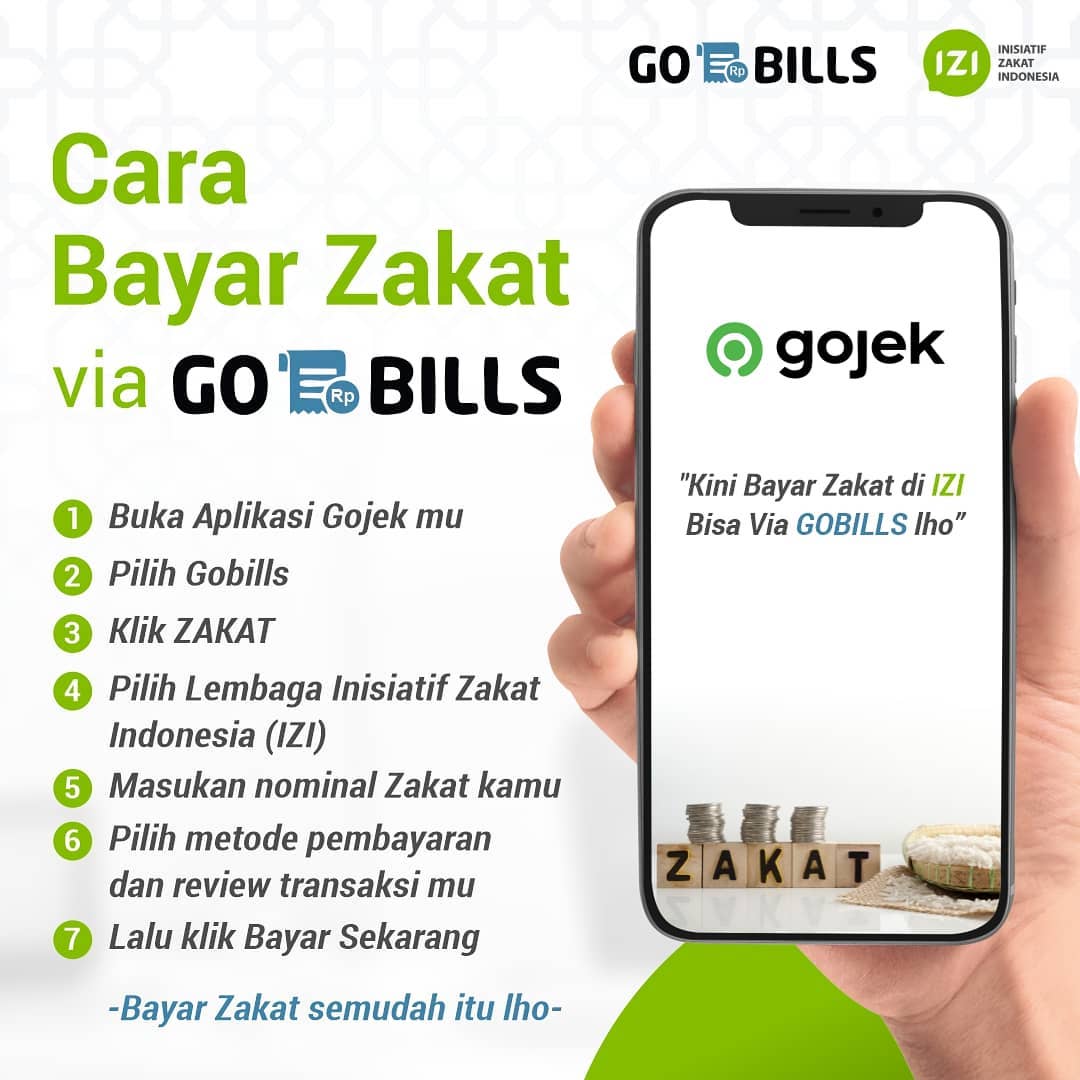 GO Rp BILLS
IZI
INISIATIF
ZAKAT
INDONESIA
Cara
Bayar Zakat
via GO Rp BILLS
1 Buka Aplikasi Gojek mu
2 Pilih Gobills
3 Klik ZAKAT
4 Pilih Lembaga Inisiatif Zakat
Indonesia (IZI)
5 Masukan nominal Zakat kamu
6 Pilih metode pembayaran
dan review transaksi mu
7 Lalu klik Bayar Sekarang
-Bayar Zakat semudah itu lho-
gojek
"Kini Bayar Zakat di IZI
Bisa Via GOBILLS lho”
ZAKAT